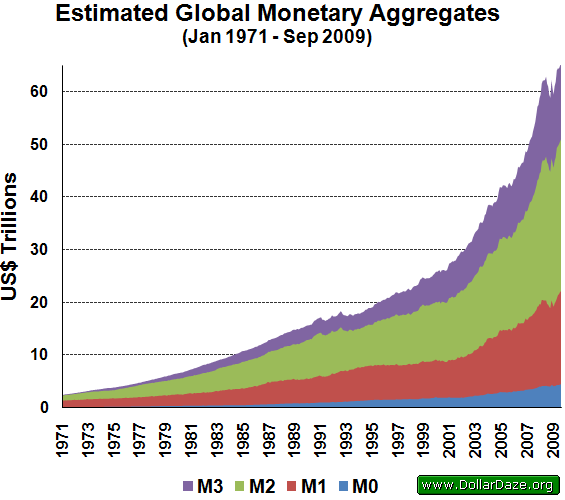 Estimated Global Monetary Aggregates
(Jan 1971 - Sep 2009)
US$ Trillions
60
50
40
30
20
10
0
1971 1973 1975 1977 1979 1981 1983 1985 1987 1989 1991 1993 1995 1997 1999 2001 2003 2005 2007 2009
M3 M2 M1 M0
www.DollarDaze.org